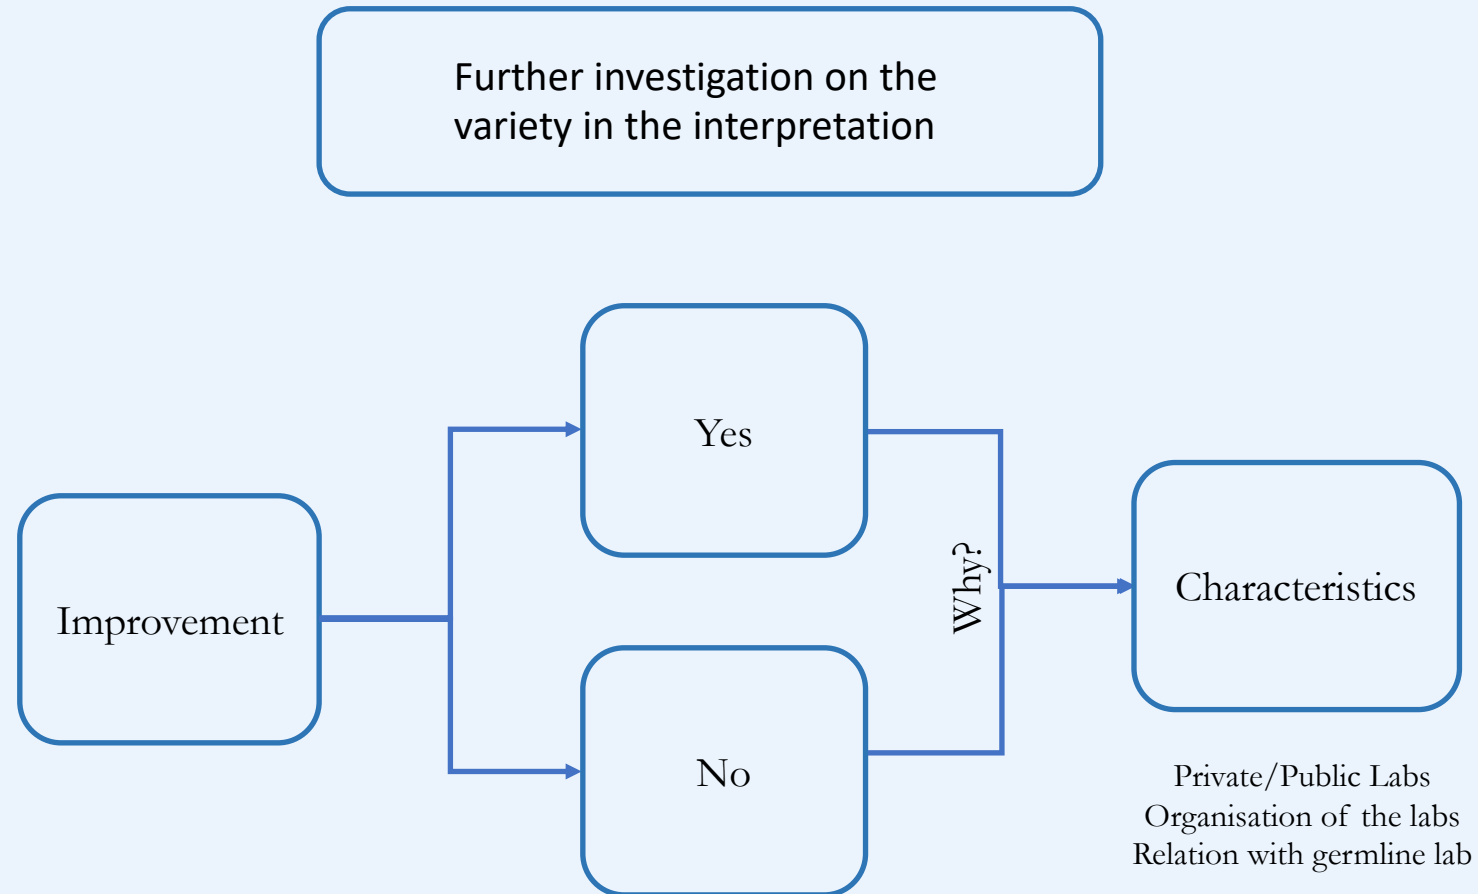 Further investigation on the
variety in the interpretation
Yes
Improvement
Why?
Characteristics
No
Private/Public Labs
Organisation of the labs
Relation with germline lab